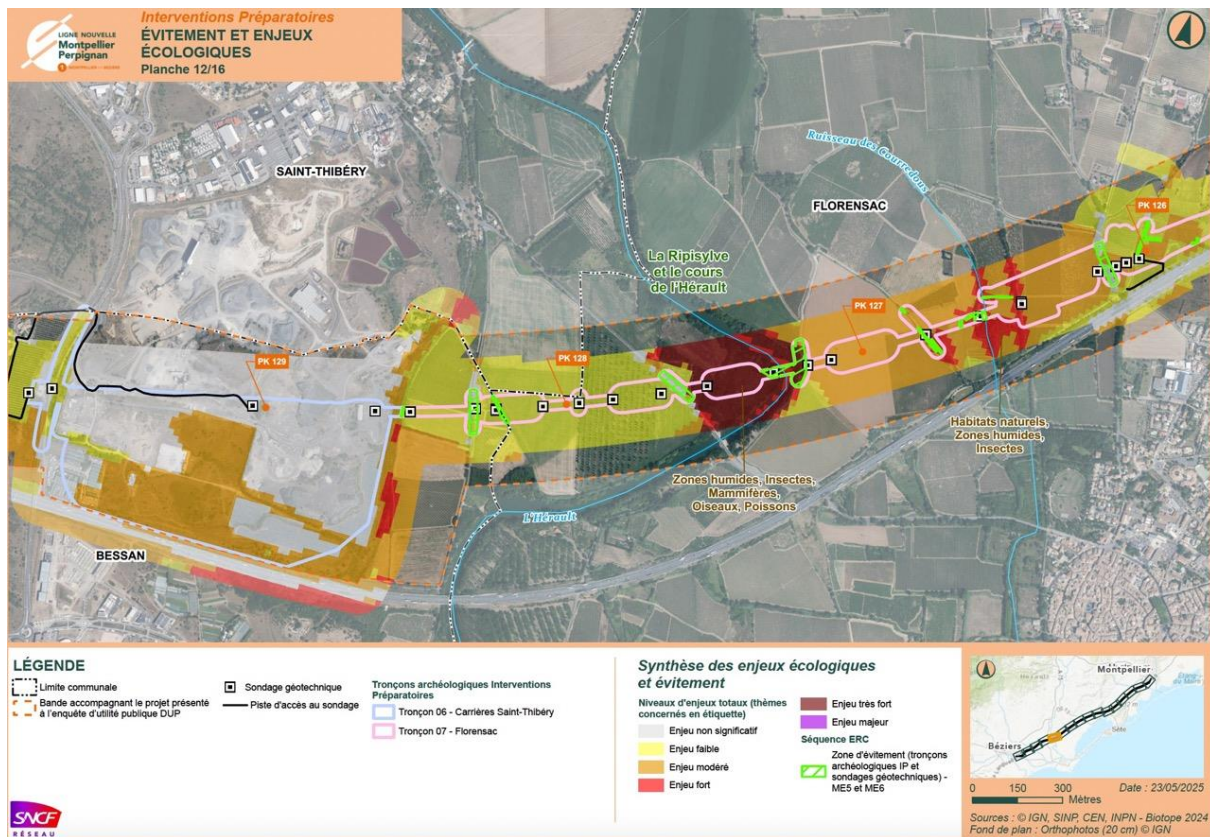 LIGNE NOUVELLE
Montpellier
Perpignan
Interventions Préparatoires
ÉVITEMENT ET ENJEUX
ÉCOLOGIQUES
Planche 12/16
SAINT-THIBÉRY
Ruisseau des Courredous
FLORENSAC
PK 126
La Ripisylve
et le cours
de l'Hérault
PK 127
PK 128
PK 129
Habitats naturels,
Zones humides,
Insectes
Zones humides, Insectes,
Mammifères,
Oiseaux, Poissons
L'Hérault
BESSAN
LÉGENDE
Limite communale
Bande accompagnant le projet présenté
à l'enquête d'utilité publique DUP
Sondage géotechnique
Piste d'accès au sondage
Tronçons archéologiques Interventions
Préparatoires
Tronçon 06 - Carrières Saint-Thibéry
Tronçon 07 - Florensac
Synthèse des enjeux écologiques
et évitement
Niveaux d'enjeux totaux (thèmes
concernés en étiquette)
Enjeu non significatif
Enjeu faible
Enjeu modéré
Enjeu fort
Enjeu très fort
Enjeu majeur
Séquence ERC
Zone d'évitement (tronçons
archéologiques IP et
sondages géotechniques) -
ME5 et ME6
Montpellier
Sète
Béziers
0 150 300
Mètres
Date : 23/05/2025
Sources : © IGN, SINP, CEN, INPN - Biotope 2024
Fond de plan : Orthophotos (20 cm) © IGN
SNCF
RÉSEAU